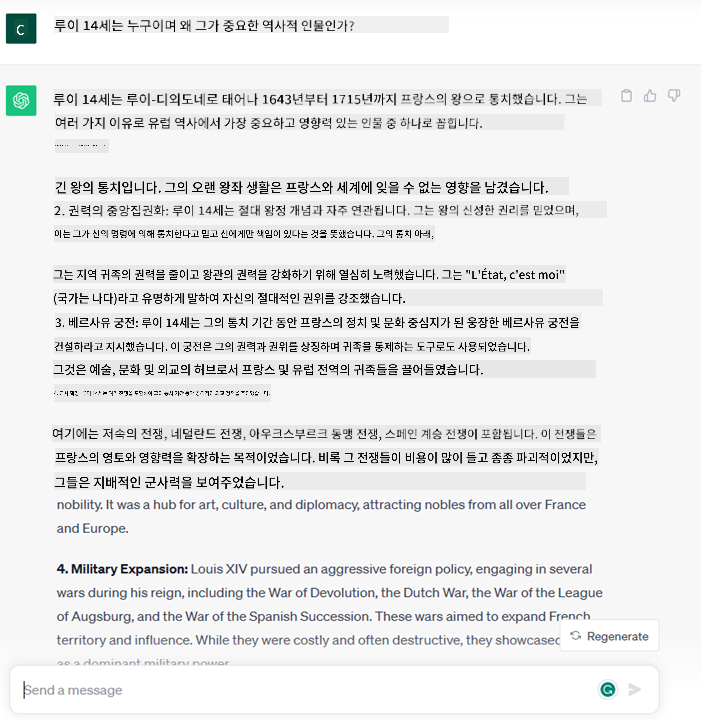 C
루이 14세는 누구이며 왜 그가 중요한 역사적 인물인가?
루이 14세는 루이-디외도네로 태어나 1643년부터 1715년까지 프랑스의 왕으로 통치했습니다. 그는
여러 가지 이유로 유럽 역사에서 가장 중요하고 영향력 있는 인물 중 하나로 꼽힙니다.
긴 왕의 통치입니다. 그의 오랜 왕좌 생활은 프랑스와 세계에 잊을 수 없는 영향을 남겼습니다.
2. 권력의 중앙집권화: 루이 14세는 절대 왕정 개념과 자주 연관됩니다. 그는 왕의 신성한 권리를 믿었으며,
이는 그가 신의 명령에 의해 통치한다고 믿고 신에게만 책임이 있다는 것을 뜻했습니다. 그의 통치 아래,
그는 지역 귀족의 권력을 줄이고 왕관의 권력을 강화하기 위해 열심히 노력했습니다. 그는 "L'État, c'est moi"
(국가는 나다)라고 유명하게 말하여 자신의 절대적인 권위를 강조했습니다.
3. 베르사유 궁전: 루이 14세는 그의 통치 기간 동안 프랑스의 정치 및 문화 중심지가 된 웅장한 베르사유 궁전을
건설하라고 지시했습니다. 이 궁전은 그의 권력과 권위를 상징하며 귀족을 통제하는 도구로도 사용되었습니다.
그것은 예술, 문화 및 외교의 허브로서 프랑스 및 유럽 전역의 귀족들을 끌어들였습니다.
여기에는 저속의 전쟁, 네덜란드 전쟁, 아우크스부르크 동맹 전쟁, 스페인 계승 전쟁이 포함됩니다. 이 전쟁들은
프랑스의 영토와 영향력을 확장하는 목적이었습니다. 비록 그 전쟁들이 비용이 많이 들고 종종 파괴적이었지만,
그들은 지배적인 군사력을 보여주었습니다.
nobility. It was a hub for art, culture, and diplomacy, attracting nobles from all over France
and Europe.
4. Military Expansion: Louis XIV pursued an aggressive foreign policy, engaging in several
wars during his reign, including the War of Devolution, the Dutch War, the War of the League
of Augsburg, and the War of the Spanish Succession. These wars aimed to expand French
territory and influence. While they were costly and often destructive, they showcased
as a dominant military power.
Regenerate
Send a message